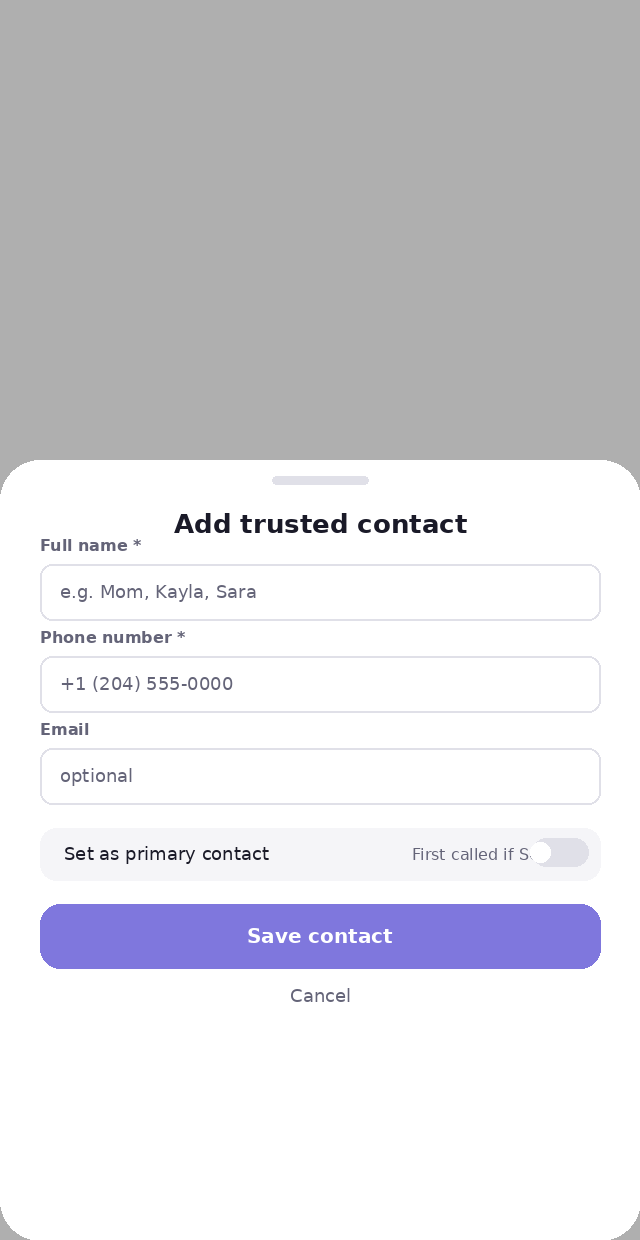 Add trusted contact
Full name *
e.g. Mom, Kayla, Sara
Phone number *
+1 (204) 555-0000
Email
optional
Set as primary contact First called if
Save contact
Cancel